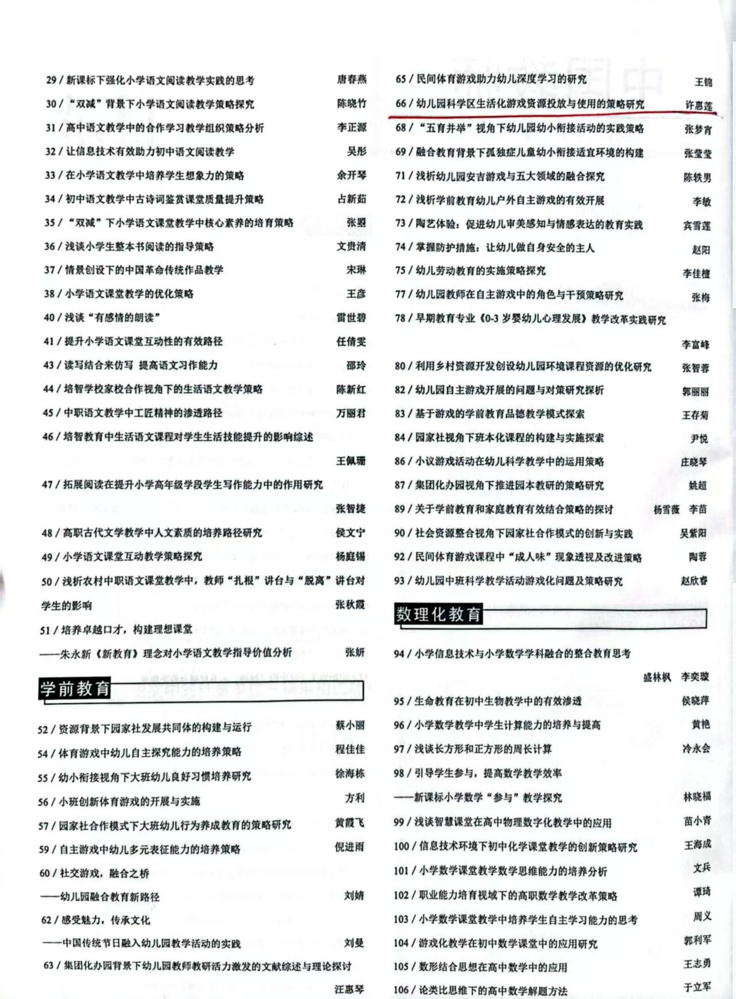 29 / 新课标下强化小学语文阅读教学实践的思考 唐春燕
30 / “双减”背景下小学语文阅读教学策略探究 陈晓竹
31 / 高中语文教学中的合作学习教学组织策略分析 李正源
32 / 让信息技术有效助力初中语文阅读教学 吴彤
33 / 在小学语文教学中培养学生想象力的策略 余开琴
34 / 初中语文教学中古诗词鉴赏课堂质量提升策略 占新茹
35 / “双减”下小学语文课堂教学中核心素养的培育策略 张曌
36 / 浅谈小学生整本书阅读的指导策略 文贵清
37 / 情景创设下的中国革命传统作品教学 宋琳
38 / 小学语文课堂教学的优化策略 王彦
40 / 浅谈“有感情的朗读” 雷世碧
41 / 提升小学语文课堂互动性的有效路径 任倩雯
43 / 读写结合来仿写 提高语文习作能力 邵玲
44 / 培智学校家校合作视角下的生活语文教学策略 陈新红
45 / 中职语文教学中工匠精神的渗透路径 万丽君
46 / 培智教育中生活语文课程对学生生活技能提升的影响综述
王佩珊
47 / 拓展阅读在提升小学高年级学段学生写作能力中的作用研究
张智捷
48 / 高职古代文学教学中人文素质的培养路径研究 侯文宁
49 / 小学语文课堂互动教学策略探究 杨庭锡
50 / 浅析农村中职语文课堂教学中，教师“扎根”讲台与“脱离”讲台对
学生的影响 张秋霞
51 / 培养卓越口才，构建理想课堂
——朱永新《新教育》理念对小学语文教学指导价值分析 张妍
学前教育
52 / 资源背景下园家社发展共同体的构建与运行 蔡小丽
54 / 体育游戏中幼儿自主探究能力的培养策略 程佳佳
55 / 幼小衔接视角下大班幼儿良好习惯培养研究 徐海栋
56 / 小班创新体育游戏的开展与实施 方利
57 / 园家社合作模式下大班幼儿行为养成教育的策略研究 黄霞飞
59 / 自主游戏中幼儿多元表征能力的培养策略 倪进雨
60 / 社交游戏，融合之桥
——幼儿园融合教育新路径 刘婧
62 / 感受魅力，传承文化
——中国传统节日融入幼儿园教学活动的实践 刘曼
63 / 集团化办园背景下幼儿园教师教研活力激发的文献综述与理论探讨
汪惠琴
65 / 民间体育游戏助力幼儿深度学习的研究 王锦
66 / 幼儿园科学区生活化游戏资源投放与使用的策略研究 许惠莲
68 / “五育并举”视角下幼儿园幼小衔接活动的实践策略 张梦宵
69 / 融合教育背景下孤独症儿童幼小衔接适宜环境的构建 张莹莹
71 / 浅析幼儿园安吉游戏与五大领域的融合探究 陈轶男
72 / 浅析学前教育幼儿户外自主游戏的有效开展 李敏
73 / 陶艺体验：促进幼儿审美感知与情感表达的教育实践 宾雪莲
74 / 掌握防护措施：让幼儿做自身安全的主人 赵阳
75 / 幼儿劳动教育的实施策略探究 李佳檀
77 / 幼儿园教师在自主游戏中的角色与干预策略研究 张梅
78 / 早期教育专业《0-3 岁婴幼儿心理发展》教学改革实践研究
李富峰
80 / 利用乡村资源开发创设幼儿园环境课程资源的优化研究 张智蓉
82 / 幼儿园自主游戏开展的问题与对策研究探析 郭丽丽
83 / 基于游戏的学前教育品德教学模式探索 王存菊
84 / 园家社视角下班本化课程的构建与实施探索 尹悦
86 / 小议游戏活动在幼儿科学教学中的运用策略 庄晓琴
87 / 集团化办园视角下推进园本教研的策略研究 姚超
89 / 关于学前教育和家庭教育有效结合策略的探讨 杨雪薇 李苗
90 / 社会资源整合视角下园家社合作模式的创新与实践 吴紫阳
92 / 民间体育游戏课程中“成人味”现象透视及改进策略 陶蓉
93 / 幼儿园中班科学教学活动游戏化问题及策略研究 赵欣睿
数理化教育
94 / 小学信息技术与小学数学学科融合的整合教育思考
盛林枫 李奕璇
95 / 生命教育在初中生物教学中的有效渗透 侯晓萍
96 / 小学数学教学中学生计算能力的培养与提高 黄艳
97 / 浅谈长方形和正方形的周长计算 冷永会
98 / 引导学生参与，提高数学教学效率
——新课标小学数学“参与”教学探究 林晓福
99 / 浅谈智慧课堂在高中物理数字化教学中的应用 苗小青
100 / 信息技术环境下初中化学课堂教学的创新策略研究 王海成
101 / 小学数学课堂教学数学思维能力的培养分析 文兵
102 / 职业能力培育视域下的高职数学教学改革策略 谭琦
103 / 小学数学课堂教学中培养学生自主学习能力的思考 周义
104 / 游戏化教学在初中数学课堂中的应用研究 郭利军
105 / 数形结合思想在高中数学中的应用 王志勇
106 / 论类比思维下的高中数学解题方法 于立军